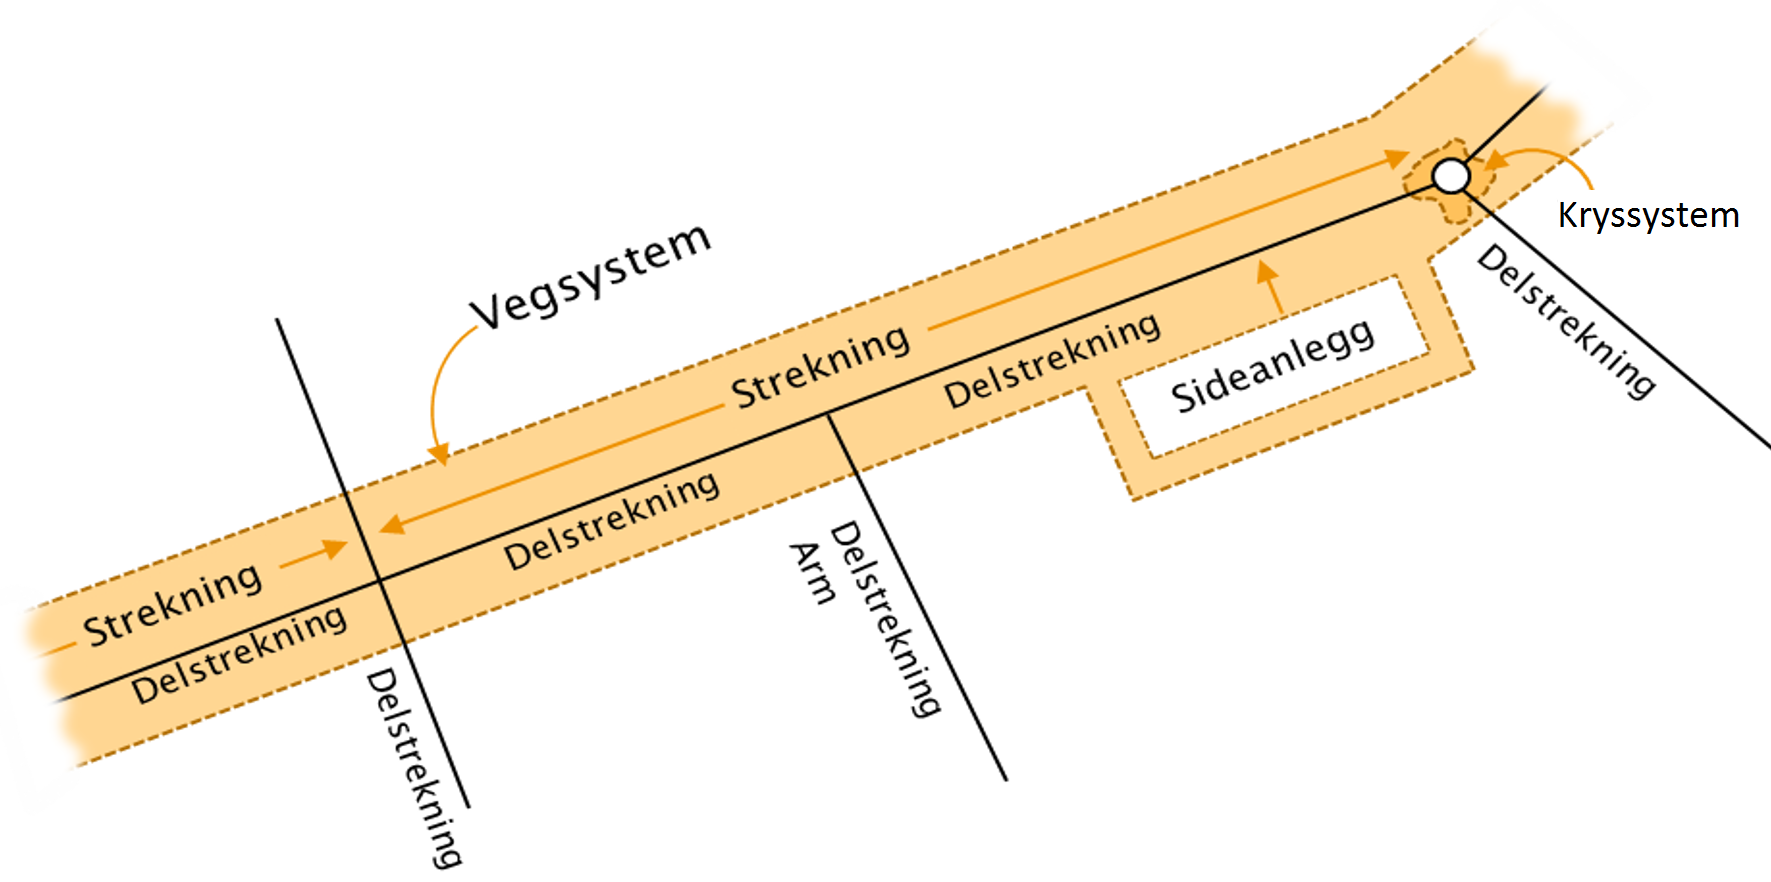 Vegsystem
Kryssystem
Strekning
Strekning
Delstrekning
Delstrekning
Delstrekning
Delstrekning
Sideanlegg
Delstrekning
Delstrekning
Arm